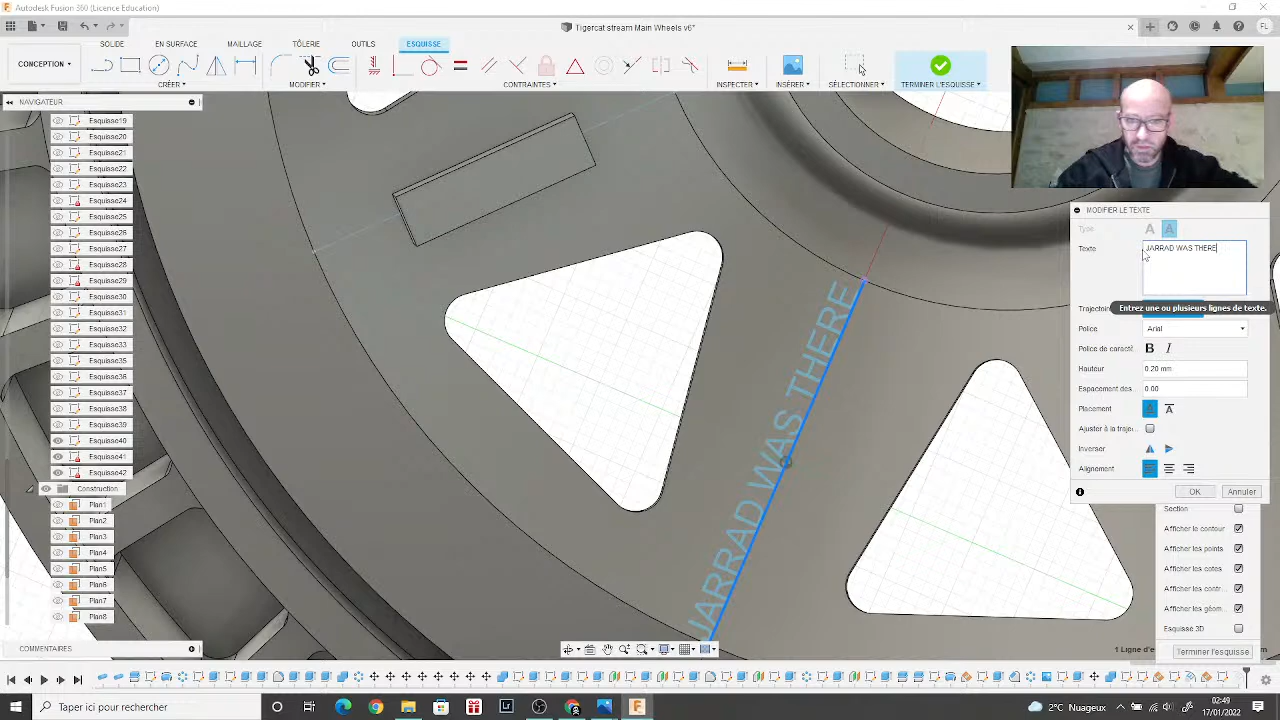 Autodesk Fusion 360 (Licence Education)
Tigercat stream Main Wheels v6*
FL
CONCEPTION
SOLIDE
EN SURFACE
MAILLAGE
TÔLERIE
OUTILS
ESQUISSE
CRÉER
MODIFIER
CONTRAINTES
INSPECTER
INSÉRER
SÉLECTIONNER
TERMINER L'ESQUISSE
NAVIGATEUR
Esquisse19
Esquisse20
Esquisse21
Esquisse22
Esquisse23
Esquisse24
Esquisse25
Esquisse26
Esquisse27
Esquisse28
Esquisse29
Esquisse30
Esquisse31
Esquisse32
Esquisse33
Esquisse35
Esquisse36
Esquisse37
Esquisse38
Esquisse39
Esquisse40
Esquisse41
Esquisse42
Construction
Plan1
Plan2
Plan3
Plan4
Plan5
Plan6
Plan7
Plan8
COMMENTAIRES
JARRAD WAS THERE
MODIFIER LE TEXTE
Type
A A
Texte
JARRAD WAS THERE
Entrez une ou plusieurs lignes de texte.
Police
Arial
Police de caracté...
B I
Hauteur
0.20 mm
Espacement des ...
0.00
Placement
Ajuster à la traje...
Inverser
Alignement
OK
Annuler
Section
Afficher le contour
Afficher les points
Afficher les cotes
Afficher les contr...
Afficher les géom...
Esquisse 3D
Terminer l'esquisse
1 Ligne d'e
Taper ici pour rechercher
2°C Nuageux
02:49
17/01/2022